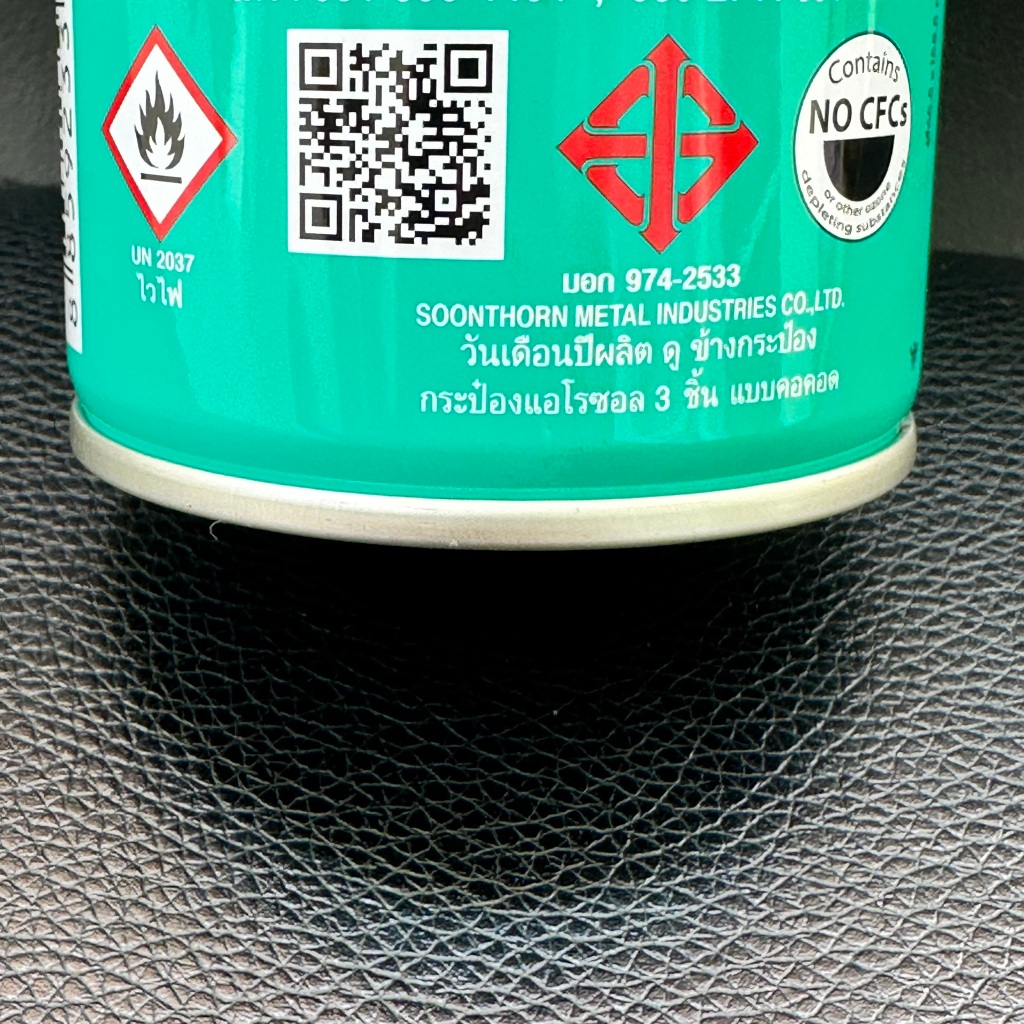 UN 2037
ไวไฟ
มอก 974-2533
SOONTHORN METAL INDUSTRIES CO.,LTD.
วันเดือนปีผลิต ดู ข้างกระป๋อง
กระป๋องแอโรซอล 3 ชิ้น แบบคอคอด
Contains
NO CFCs
or other ozone
depleting substances